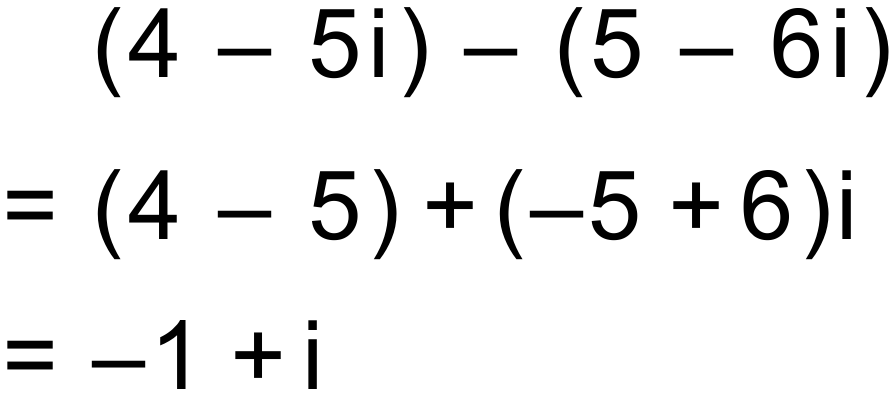 (4 – 5i) – (5 – 6i)
= (4 – 5) + (–5 + 6)i
= –1 + i